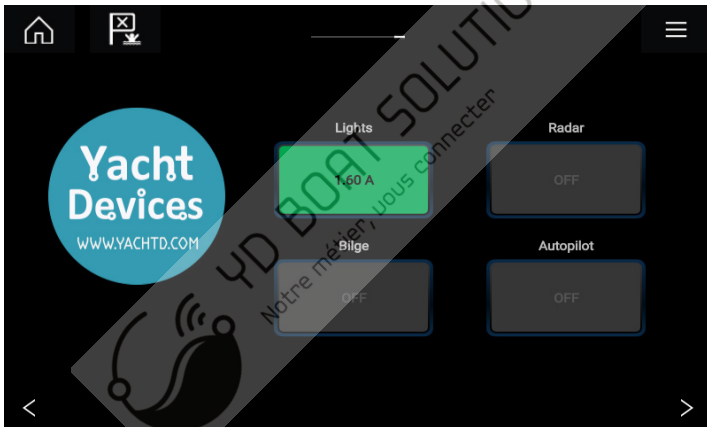 Yacht
Devices
WWW.YACHTD.COM
Lights
1.60 A
Radar
OFF
Bilge
OFF
Autopilot
OFF
YD BOAT SOLUTIO
Notre métier, vous connecter